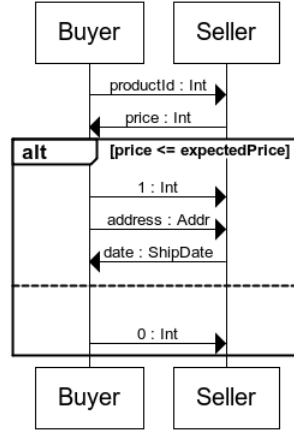 Buyer Seller
productId : Int
price : Int
alt [price <= expectedPrice]
1 : Int
address : Addr
date : ShipDate
0 : Int
Buyer Seller